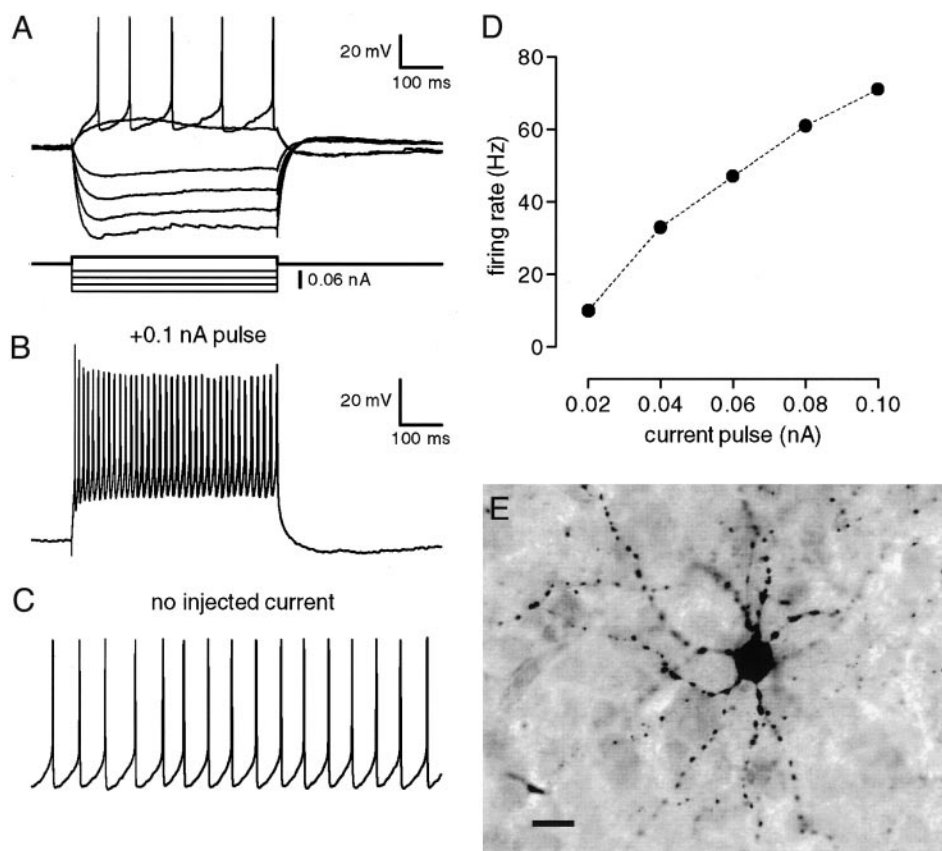 A
20 mV
100 ms
0.06 nA
B
+0.1 nA pulse
20 mV
100 ms
C
no injected current
D
80
60
40
20
0
firing rate (Hz)
0.02 0.04 0.06 0.08 0.10
current pulse (nA)
E